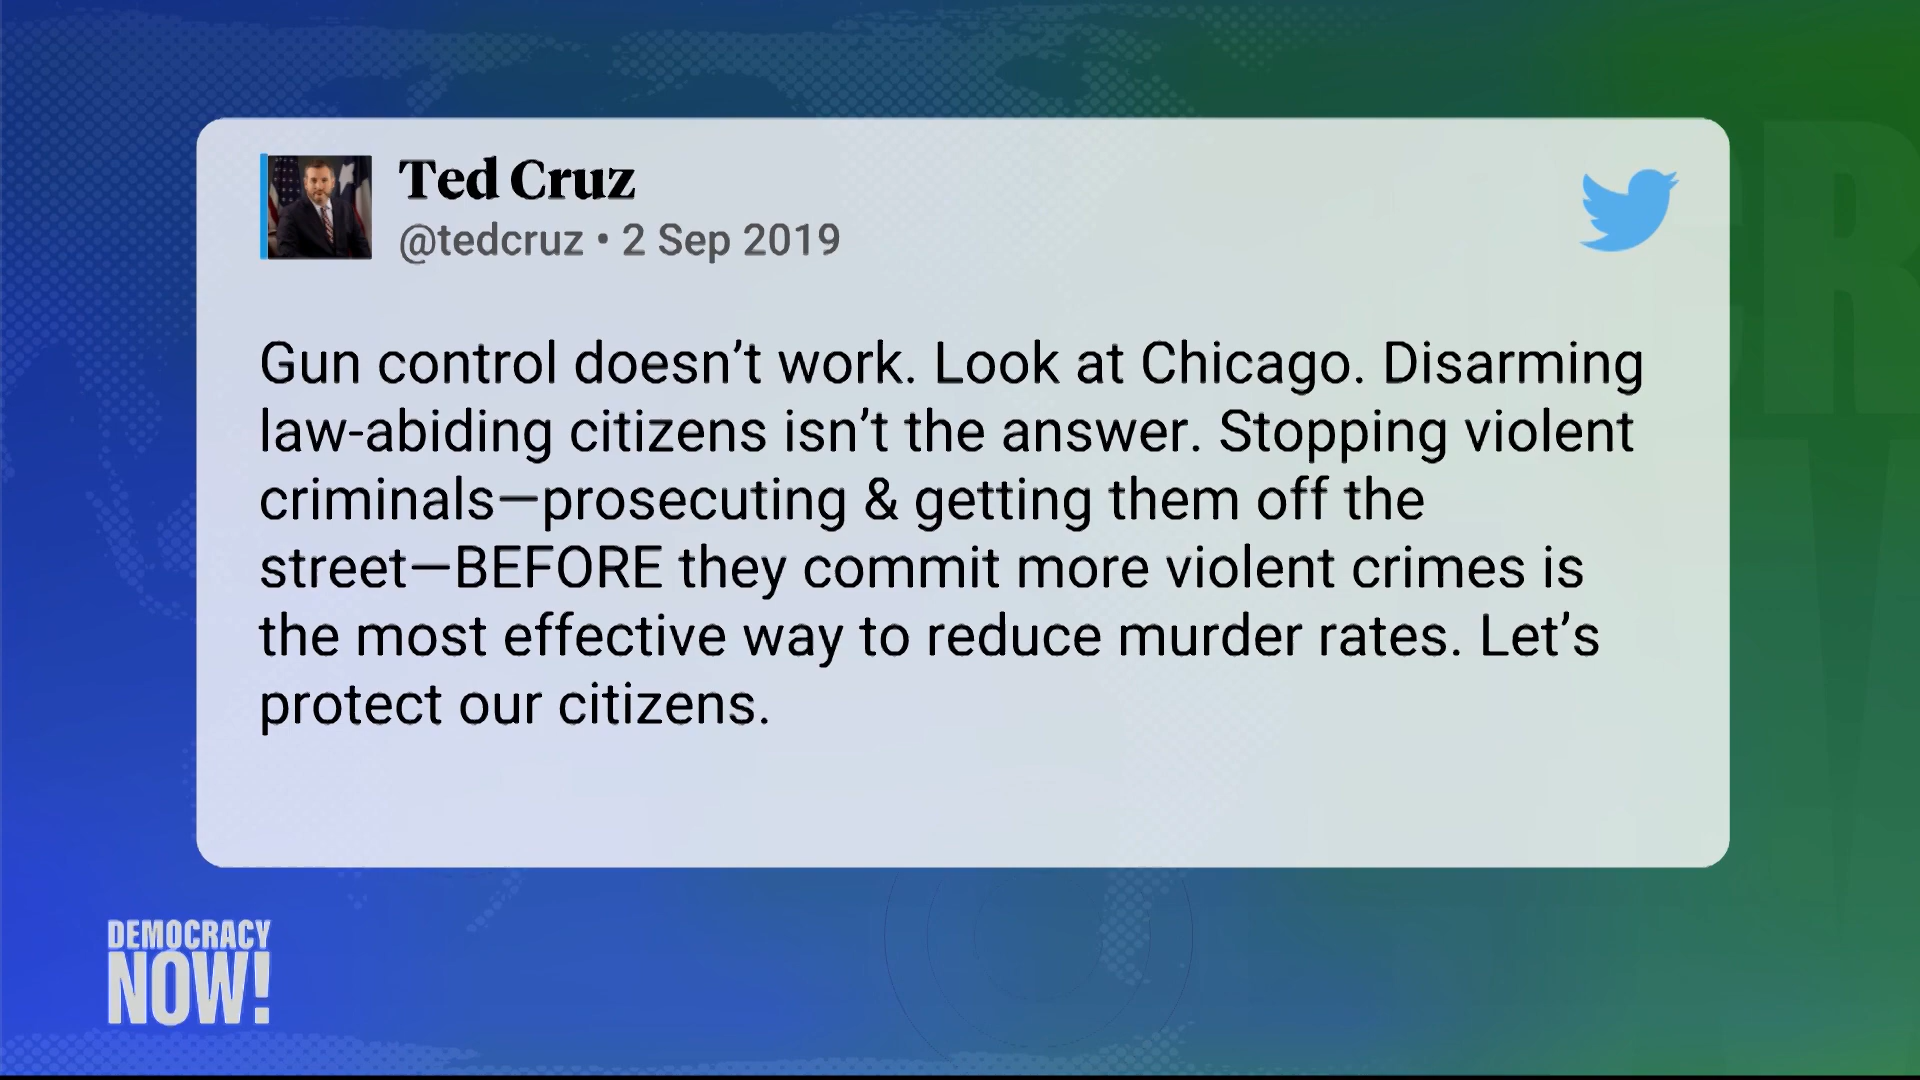 Ted Cruz
@tedcruz • 2 Sep 2019
Gun control doesn’t work. Look at Chicago. Disarming
law-abiding citizens isn’t the answer. Stopping violent
criminals—prosecuting & getting them off the
street—BEFORE they commit more violent crimes is
the most effective way to reduce murder rates. Let’s
protect our citizens.
DEMOCRACY
NOW!